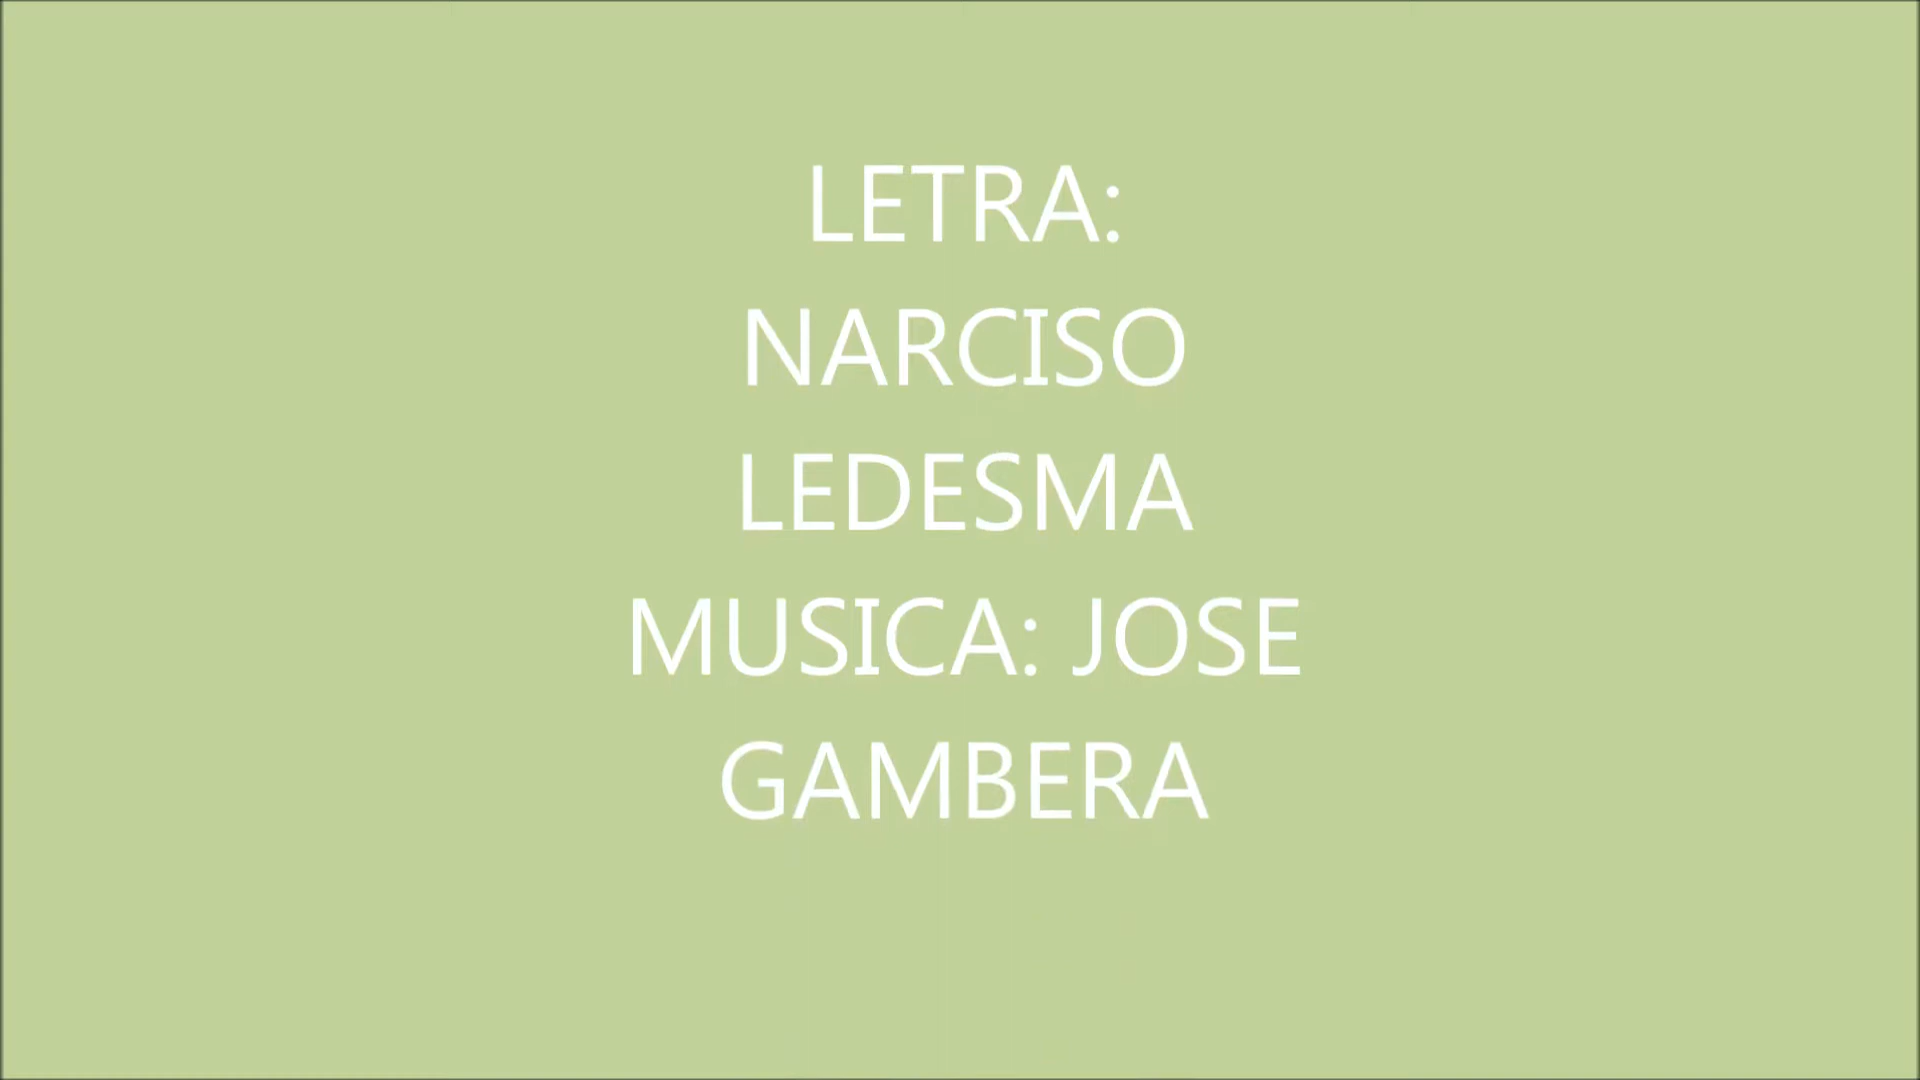 LETRA:
NARCISO
LEDESMA
MUSICA: JOSE
GAMBERA